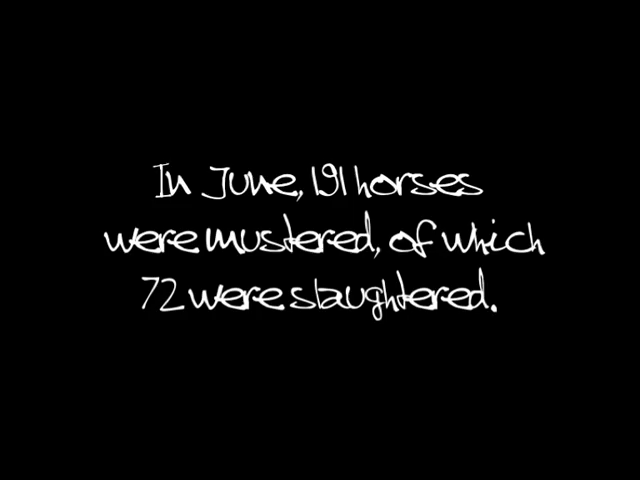 In June, 191 horses
were mustered, of which
72 were slaughtered.